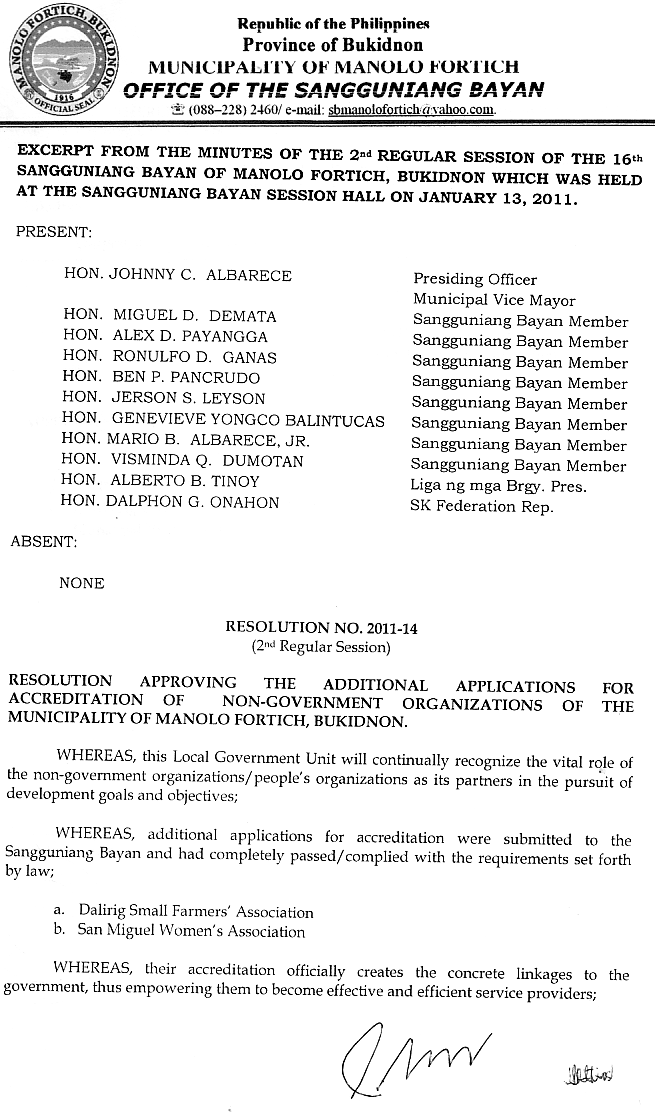 MANOLO FORTICH, BUKIDNON
1916
OFFICIAL SEAL
Republic of the Philippines
Province of Bukidnon
MUNICIPALITY OF MANOLO FORTICH
OFFICE OF THE SANGGUNIANG BAYAN
☏ (088-228) 2460/ e-mail: sbmanolofortich@yahoo.com.
EXCERPT FROM THE MINUTES OF THE 2nd REGULAR SESSION OF THE 16th
SANGGUNIANG BAYAN OF MANOLO FORTICH, BUKIDNON WHICH WAS HELD
AT THE SANGGUNIANG BAYAN SESSION HALL ON JANUARY 13, 2011.
PRESENT:
HON. JOHNNY C. ALBARECE Presiding Officer
Municipal Vice Mayor
HON. MIGUEL D. DEMATA Sangguniang Bayan Member
HON. ALEX D. PAYANGGA Sangguniang Bayan Member
HON. RONULFO D. GANAS Sangguniang Bayan Member
HON. BEN P. PANCRUDO Sangguniang Bayan Member
HON. JERSON S. LEYSON Sangguniang Bayan Member
HON. GENEVIEVE YONGCO BALINTUCAS Sangguniang Bayan Member
HON. MARIO B. ALBARECE, JR. Sangguniang Bayan Member
HON. VISMINDA Q. DUMOTAN Sangguniang Bayan Member
HON. ALBERTO B. TINOY Liga ng mga Brgy. Pres.
HON. DALPHON G. ONAHON SK Federation Rep.
ABSENT:
NONE
RESOLUTION NO. 2011-14
(2nd Regular Session)
RESOLUTION APPROVING THE ADDITIONAL APPLICATIONS FOR
ACCREDITATION OF NON-GOVERNMENT ORGANIZATIONS OF THE
MUNICIPALITY OF MANOLO FORTICH, BUKIDNON.
WHEREAS, this Local Government Unit will continually recognize the vital role of
the non-government organizations/people's organizations as its partners in the pursuit of
development goals and objectives;
WHEREAS, additional applications for accreditation were submitted to the
Sangguniang Bayan and had completely passed/complied with the requirements set forth
by law;
a. Dalirig Small Farmers' Association
b. San Miguel Women's Association
WHEREAS, their accreditation officially creates the concrete linkages to the
government, thus empowering them to become effective and efficient service providers;